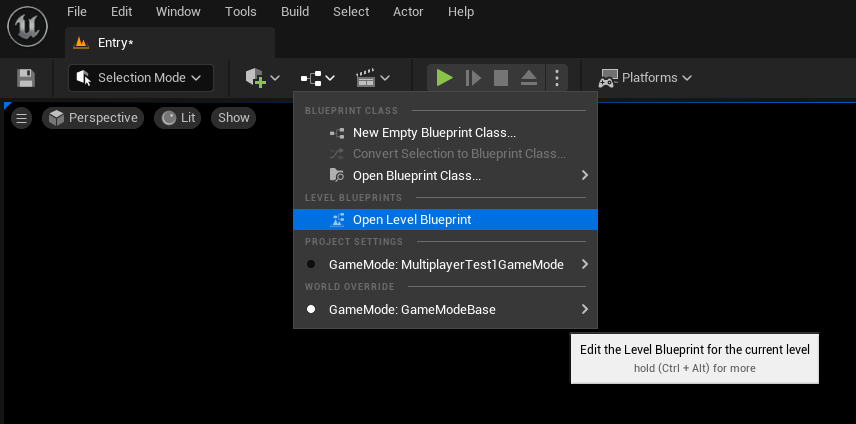 File Edit Window Tools Build Select Actor Help
Entry*
Selection Mode Platforms
Perspective Lit Show
BLUEPRINT CLASS
New Empty Blueprint Class...
Convert Selection to Blueprint Class...
Open Blueprint Class...
LEVEL BLUEPRINTS
Open Level Blueprint
PROJECT SETTINGS
GameMode: MultiplayerTest1GameMode
WORLD OVERRIDE
GameMode: GameModeBase
Edit the Level Blueprint for the current level
hold (Ctrl + Alt) for more